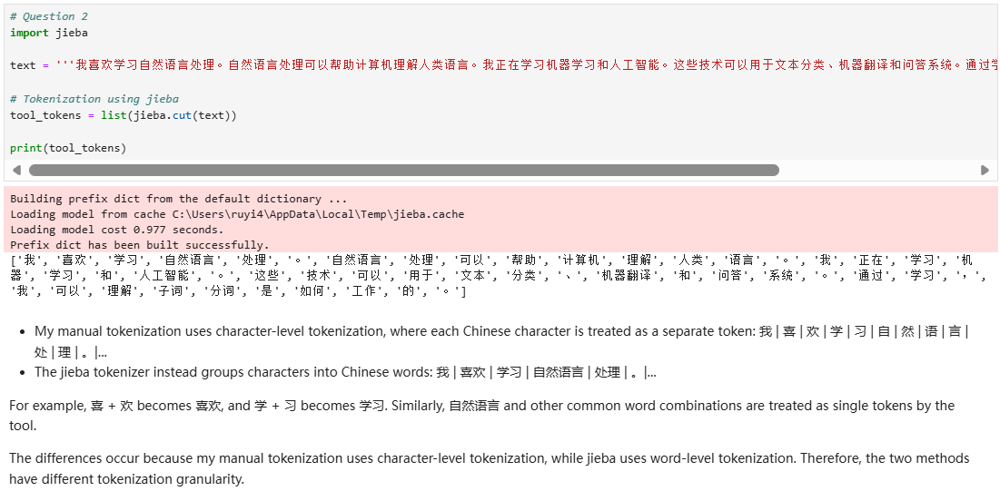 # Question 2
import jieba
text = '''我喜欢学习自然语言处理。自然语言处理可以帮助计算机理解人类语言。我正在学习机器学习和人工智能。这些技术可以用于文本分类、机器翻译和问答系统。通过学
# Tokenization using jieba
tool_tokens = list(jieba.cut(text))
print(tool_tokens)
Building prefix dict from the default dictionary ...
Loading model from cache C:\Users\ruyi4\AppData\Local\Temp\jieba.cache
Loading model cost 0.977 seconds.
Prefix dict has been built successfully.
['我', '喜欢', '学习', '自然语言', '处理', '。', '自然语言', '处理', '可以', '帮助', '计算机', '理解', '人类', '语言', '。', '我', '正在', '学习', '机
器', '学习', '和', '人工智能', '。', '这些', '技术', '可以', '用于', '文本', '分类', '、', '机器翻译', '和', '问答', '系统', '。', '通过', '学习', '，',
'我', '可以', '理解', '子词', '分词', '是', '如何', '工作', '的', '。']
• My manual tokenization uses character-level tokenization, where each Chinese character is treated as a separate token: 我 | 喜 | 欢 | 学 | 习 | 自 | 然 | 语 | 言 |
处 | 理 | 。|...
• The jieba tokenizer instead groups characters into Chinese words: 我 | 喜欢 | 学习 | 自然语言 | 处理 | 。|...
For example, 喜 + 欢 becomes 喜欢, and 学 + 习 becomes 学习. Similarly, 自然语言 and other common word combinations are treated as single tokens by the
tool.
The differences occur because my manual tokenization uses character-level tokenization, while jieba uses word-level tokenization. Therefore, the two methods
have different tokenization granularity.